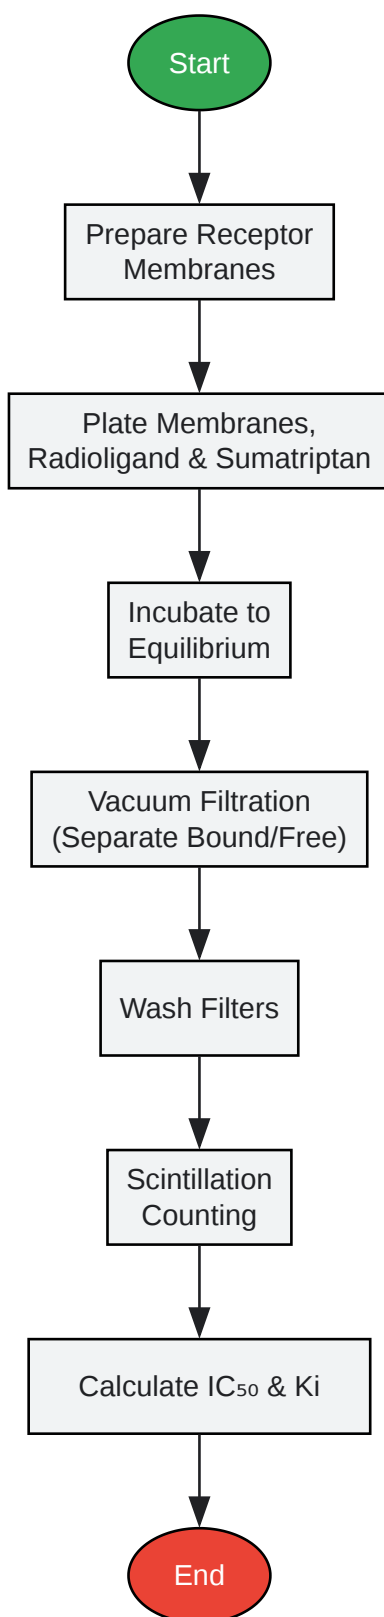 Start
Prepare Receptor
Membranes
Plate Membranes,
Radioligand & Sumatriptan
Incubate to
Equilibrium
Vacuum Filtration
(Separate Bound/Free)
Wash Filters
Scintillation
Counting
Calculate IC₅₀ & Ki
End